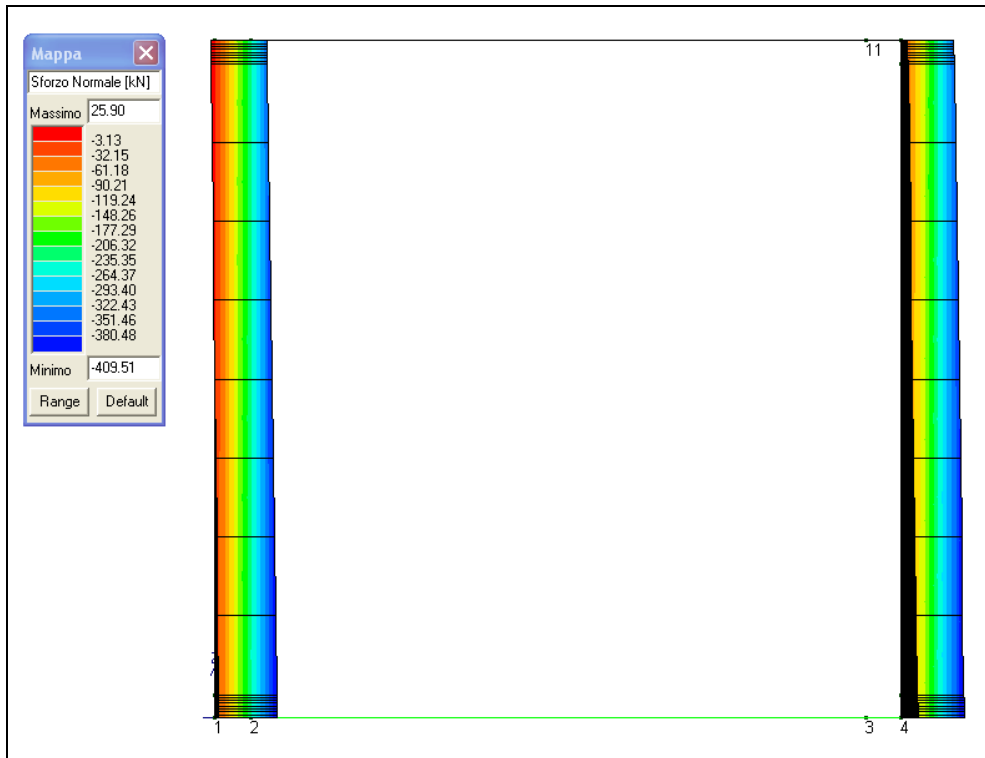 Mappa
Sforzo Normale [kN]
Massimo 25.90
-3.13
-32.15
-61.18
-90.21
-119.24
-148.26
-177.29
-206.32
-235.35
-264.37
-293.40
-322.43
-351.46
-380.48
Minimo -409.51
Range Default
11
1 2 3 4